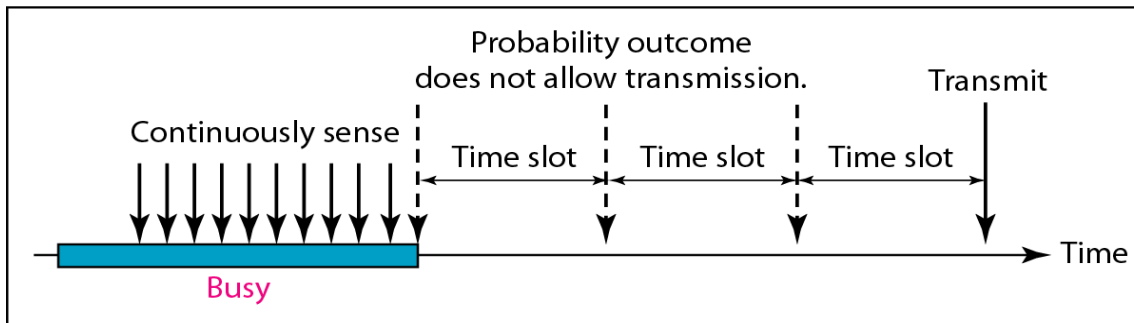 Probability outcome
does not allow transmission.
Transmit
Continuously sense
Time slot
Time slot
Time slot
Time
Busy